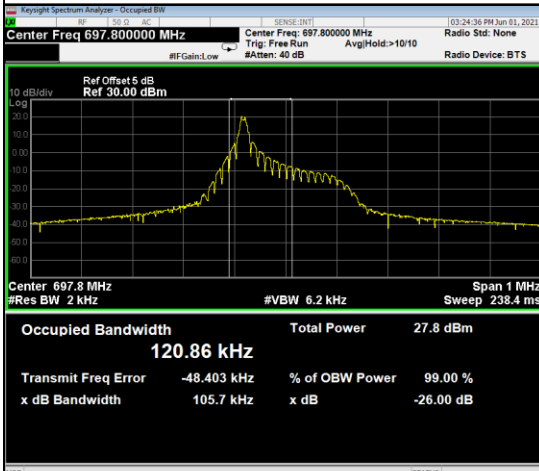 Keysight Spectrum Analyzer - Occupied BW
RF 50 Ω AC SENSE:INT 03:24:36 PM Jun 01, 2021
Center Freq 697.800000 MHz Center Freq: 697.800000 MHz Radio Std: None
Trig: Free Run Avg|Hold:>10/10
#IFGain:Low #Atten: 40 dB Radio Device: BTS
Ref Offset 5 dB
10 dB/div Ref 30.00 dBm
Log
20.0
10.0
0.00
-10.0
-20.0
-30.0
-40.0
-50.0
-60.0
Center 697.8 MHz Span 1 MHz
#Res BW 2 kHz #VBW 6.2 kHz Sweep 238.4 ms
Occupied Bandwidth Total Power 27.8 dBm
120.86 kHz
Transmit Freq Error -48.403 kHz % of OBW Power 99.00 %
x dB Bandwidth 105.7 kHz x dB -26.00 dB